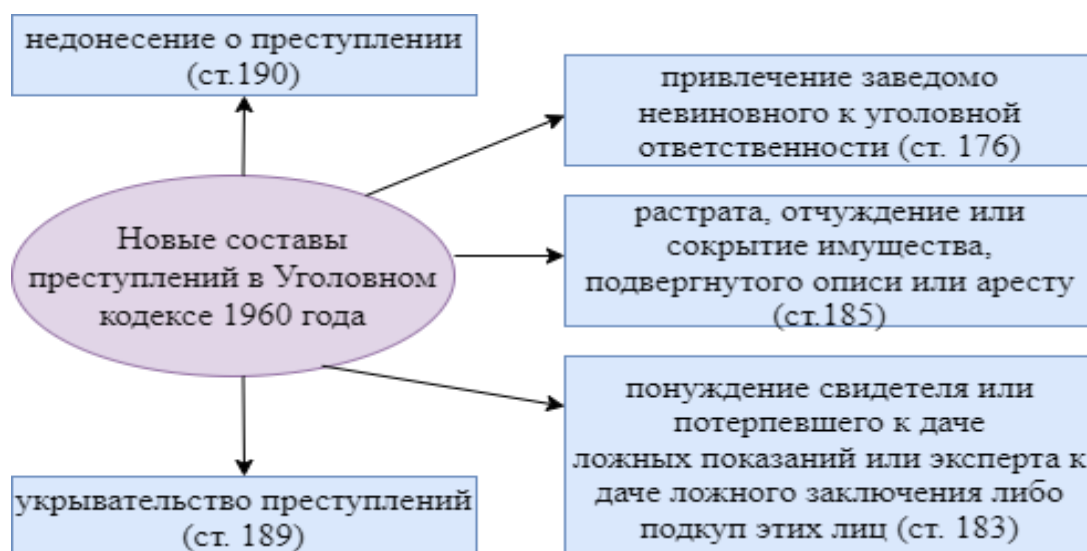 недонесение о преступлении
(ст.190)
привлечение заведомо
невиновного к уголовной
ответственности (ст. 176)
Новые составы
преступлений в Уголовном
кодексе 1960 года
растрата, отчуждение или
сокрытие имущества,
подвергнутого описи или аресту
(ст.185)
понуждение свидетеля или
потерпевшего к даче
ложных показаний или эксперта к
даче ложного заключения либо
подкуп этих лиц (ст. 183)
укрывательство преступлений
(ст. 189)